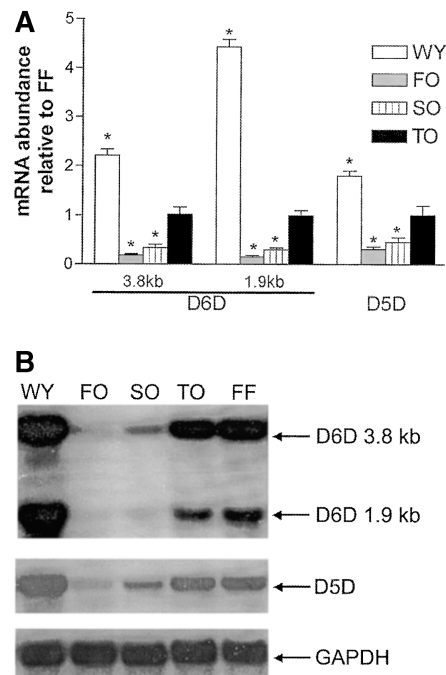 A
mRNA abundance
relative to FF
5
4
3
2
1
0
*
*
*
*
*
*
*
*
*
WY
FO
SO
TO
3.8kb
1.9kb
D6D
D5D
B
WY FO SO TO FF
D6D 3.8 kb
D6D 1.9 kb
D5D
GAPDH